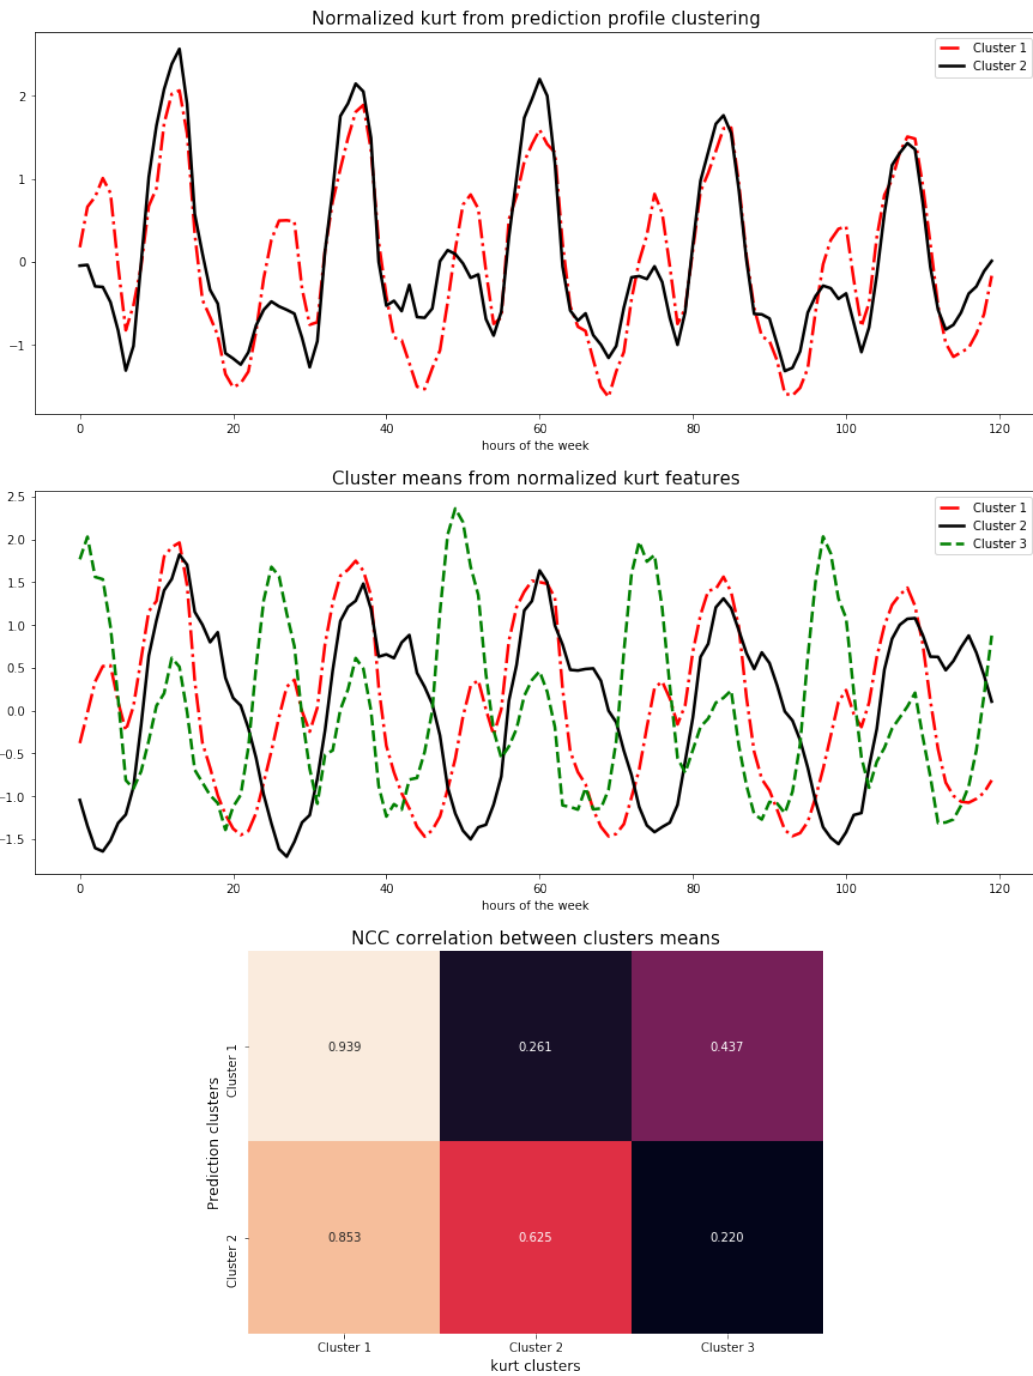 Normalized kurt from prediction profile clustering
Cluster 1
Cluster 2
2
1
0
−1
0 20 40 60 80 100 120
hours of the week
Cluster means from normalized kurt features
Cluster 1
Cluster 2
Cluster 3
2.5
2.0
1.5
1.0
0.5
0.0
−0.5
−1.0
−1.5
0 20 40 60 80 100 120
hours of the week
NCC correlation between clusters means
Prediction clusters
Cluster 1
0.939 0.261 0.437
Cluster 2
0.853 0.625 0.220
Cluster 1 Cluster 2 Cluster 3
kurt clusters